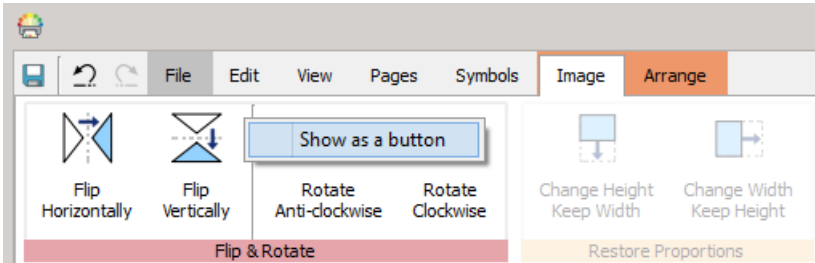 File Edit View Pages Symbols Image Arrange
Show as a button
Flip Horizontally
Flip Vertically
Rotate Anti-clockwise
Rotate Clockwise
Change Height Keep Width
Change Width Keep Height
Flip & Rotate
Restore Proportions